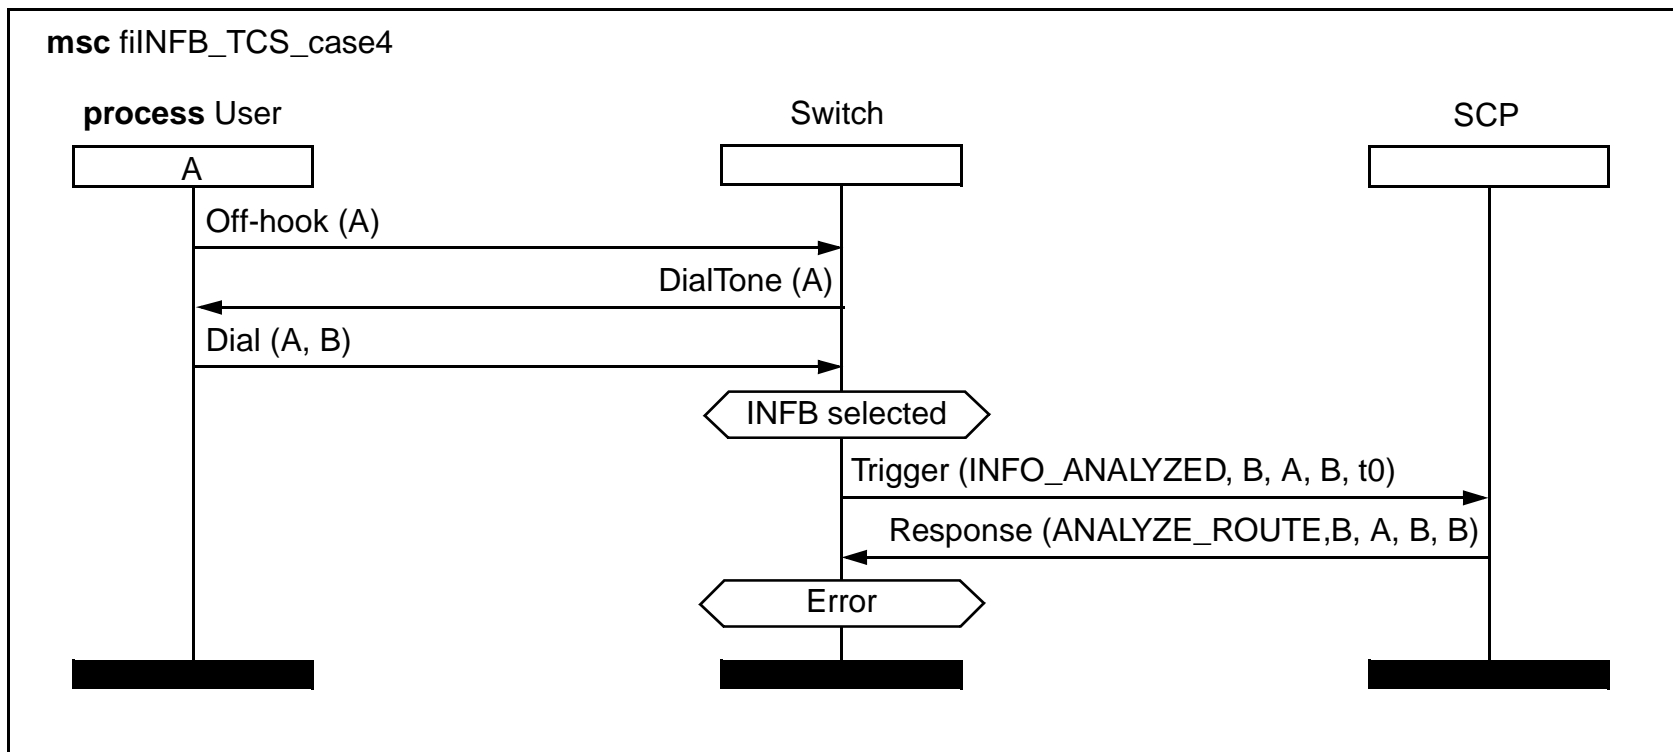 msc fiINFB_TCS_case4
process User
Switch
SCP
A
Off-hook (A)
DialTone (A)
Dial (A, B)
INFB selected
Trigger (INFO_ANALYZED, B, A, B, t0)
Response (ANALYZE_ROUTE,B, A, B, B)
Error